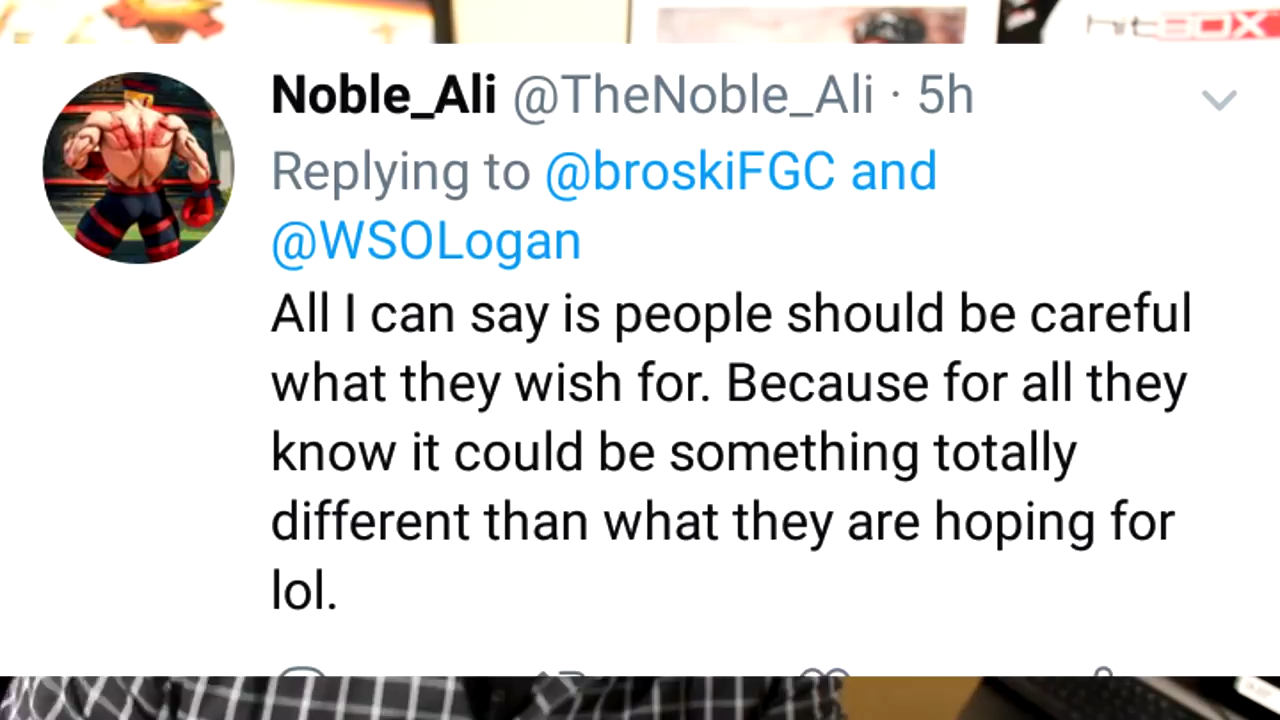 hitBOX
Noble_Ali @TheNoble_Ali · 5h
Replying to @broskiFGC and
@WSOLogan
All I can say is people should be careful
what they wish for. Because for all they
know it could be something totally
different than what they are hoping for
lol.